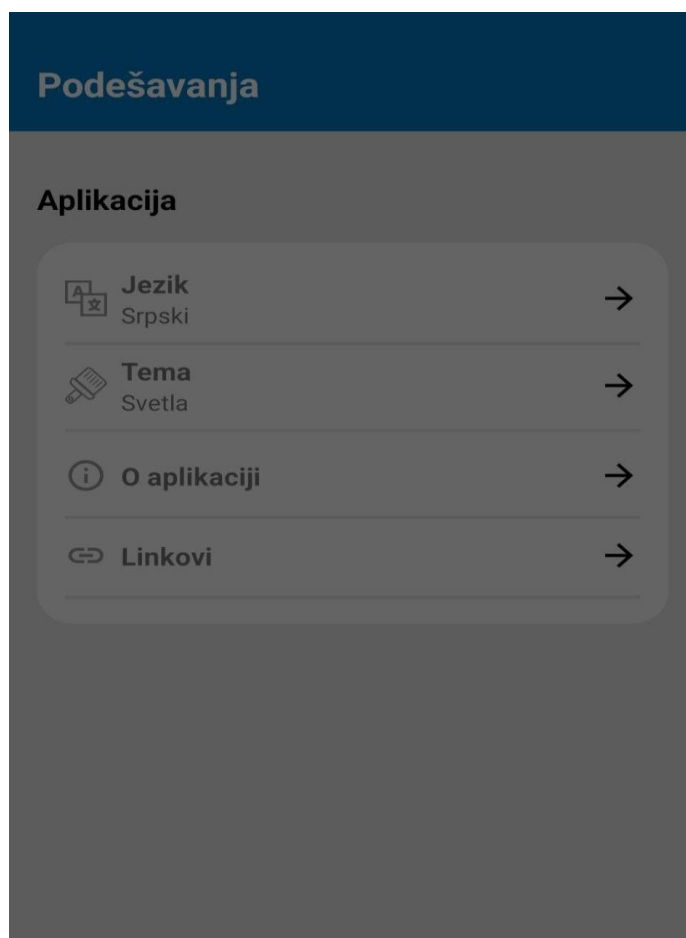 Podešavanja
Aplikacija
Jezik
Srpski
Tema
Svetla
O aplikaciji
Linkovi